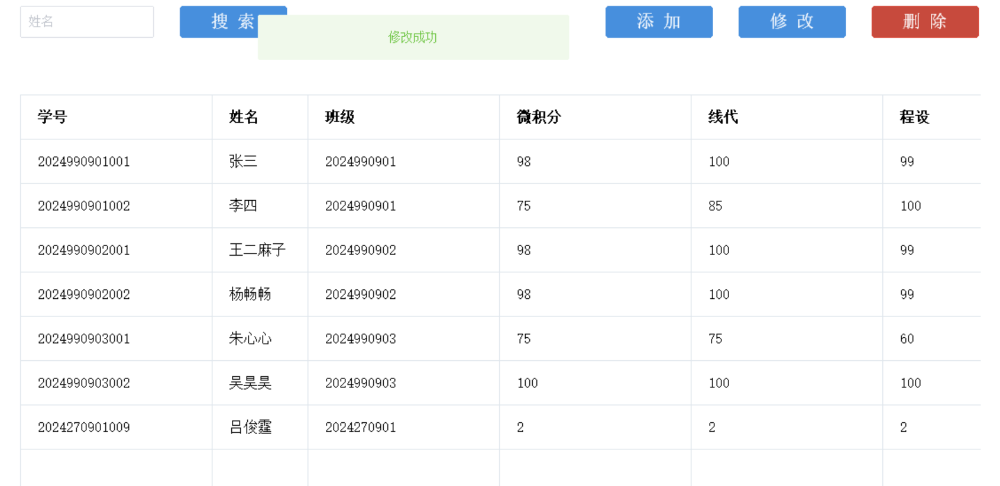 姓名 搜 索 添 加 修 改 删 除
修改成功
学号 姓名 班级 微积分 线代 程设
2024990901001 张三 2024990901 98 100 99
2024990901002 李四 2024990901 75 85 100
2024990902001 王二麻子 2024990902 98 100 99
2024990902002 杨畅畅 2024990902 98 100 99
2024990903001 朱心心 2024990903 75 75 60
2024990903002 吴昊昊 2024990903 100 100 100
2024270901009 吕俊霆 2024270901 2 2 2